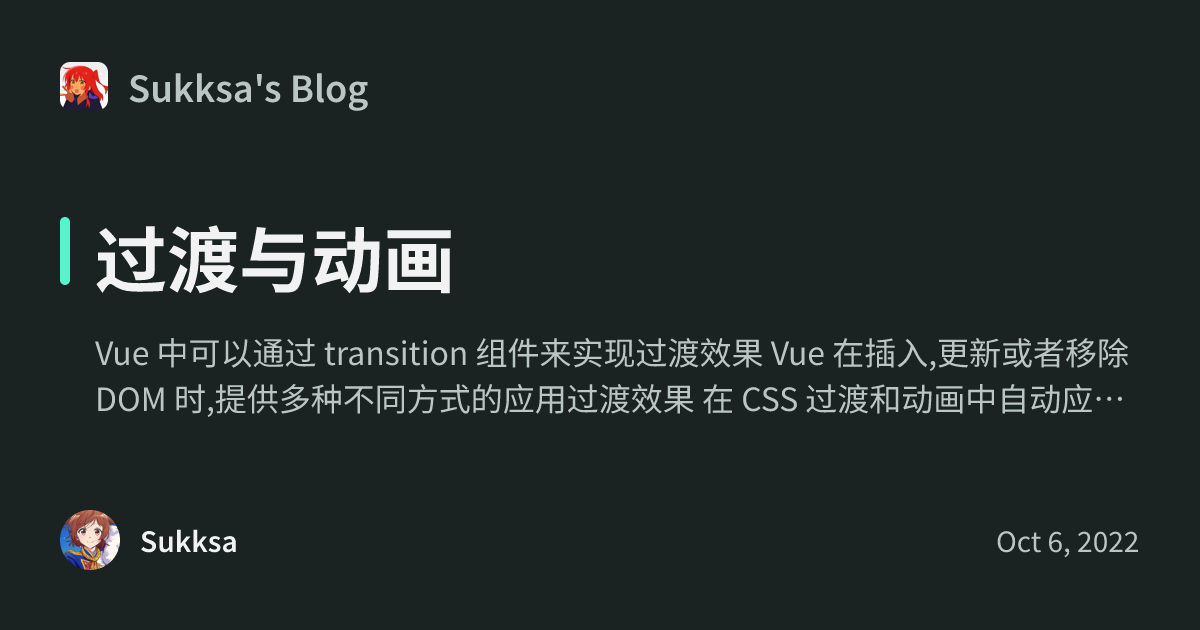 Sukksa's Blog
过渡与动画
Vue 中可以通过 transition 组件来实现过渡效果 Vue 在插入,更新或者移除
DOM 时,提供多种不同方式的应用过渡效果 在 CSS 过渡和动画中自动应…
Sukksa
Oct 6, 2022